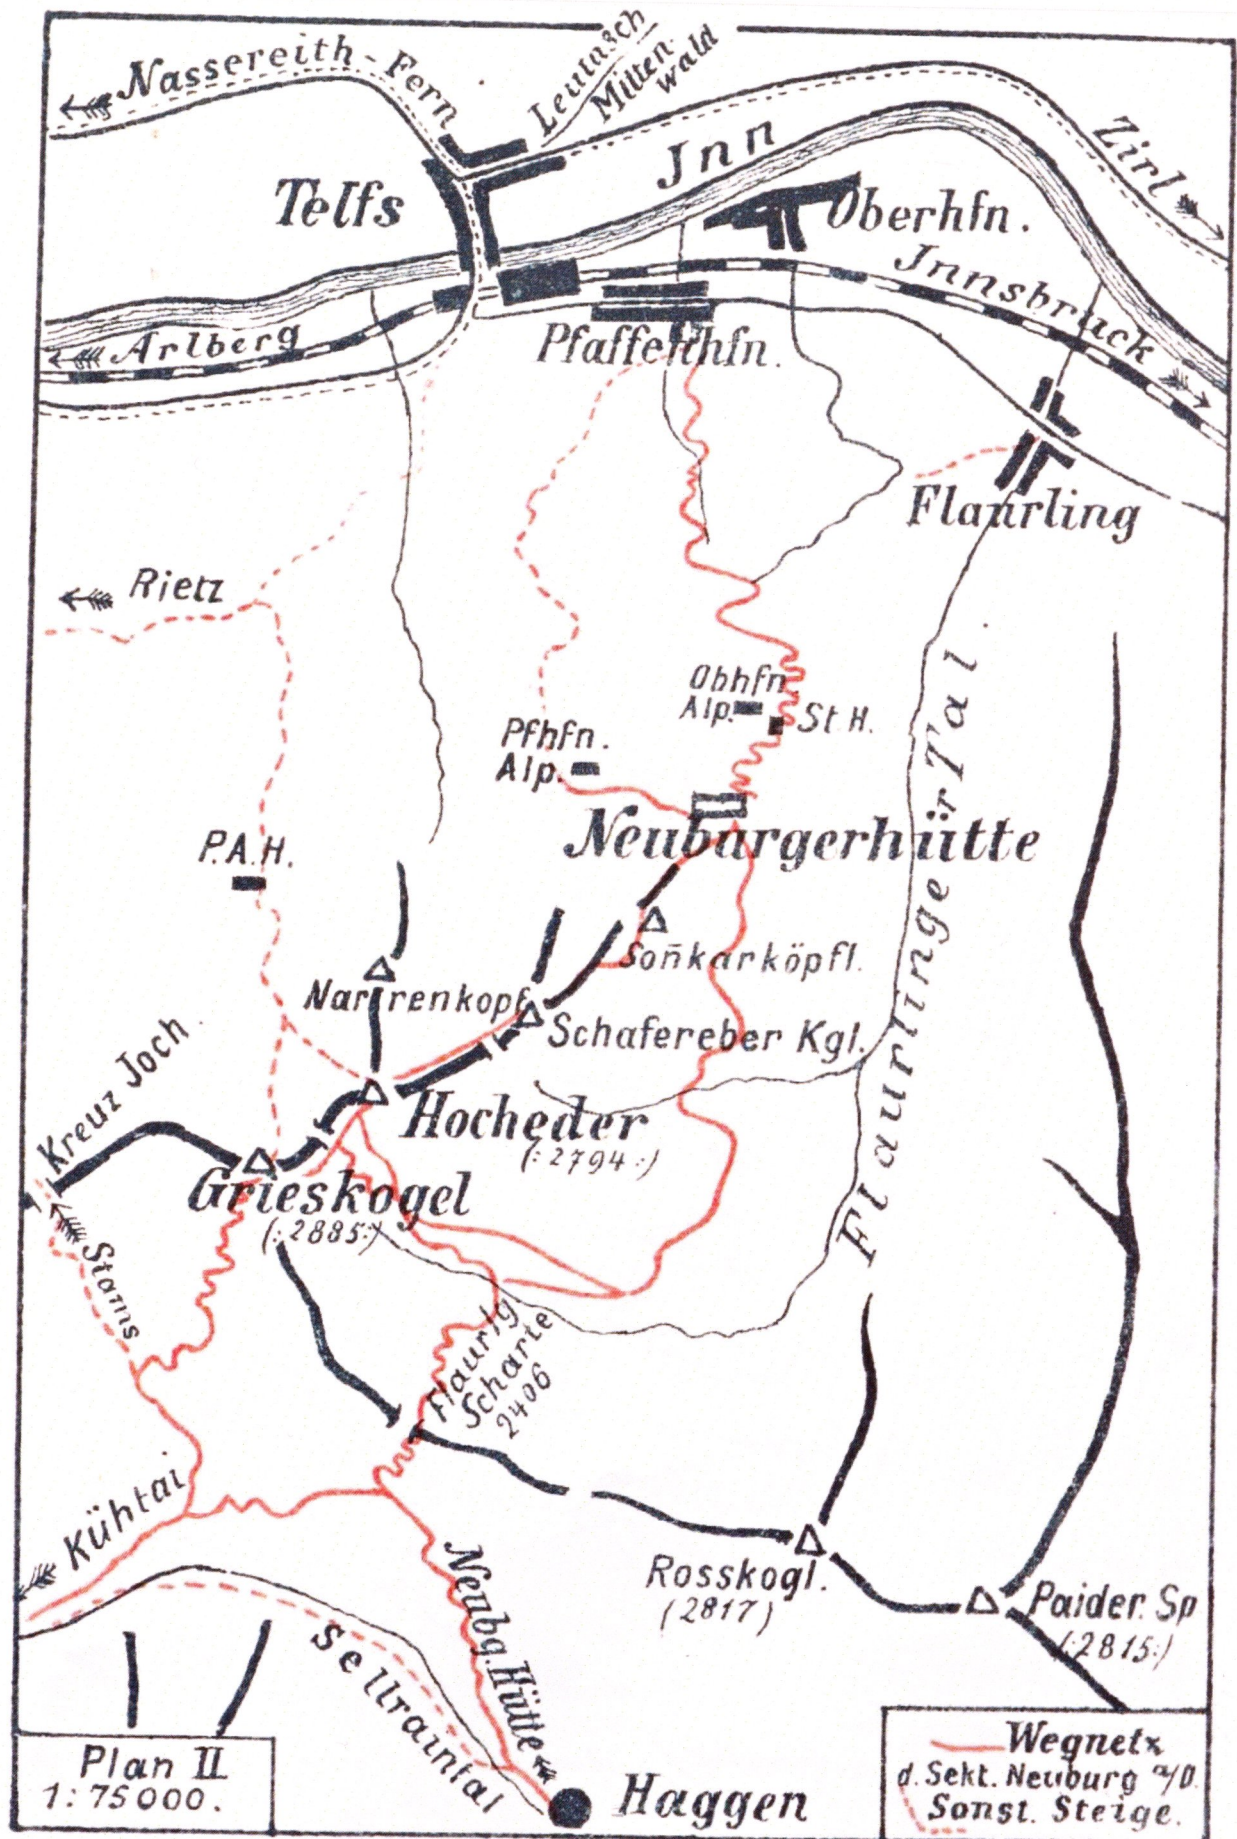 Nassereith-Fern
Leutasch
Mittenwald
Zirl
Jnn
Telfs
Oberhfn.
Jnnsbruck
Arlberg
Pfaffenhfn.
Flaurling
Rietz
Obhfn
Alp.
St H.
Pfhfn.
Alp.
Neuburgerhütte
P.A.H.
Flaurlinger Tal
Soñkarköpfl.
Narrenkopf
Schafereber Kgl.
Kreuz Joch
Hocheder
(:2794:)
Grieskogel
(:2885:)
Stams
Flaurlg
Scharte
2406
Kühtai
Neubg. Hütte
Rosskogl.
(2817)
Paider. Sp
(:2815:)
Sellraintal
Haggen
Plan II
1:75000.
Wegnetz
d. Sekt. Neuburg a/D.
Sonst. Steige.